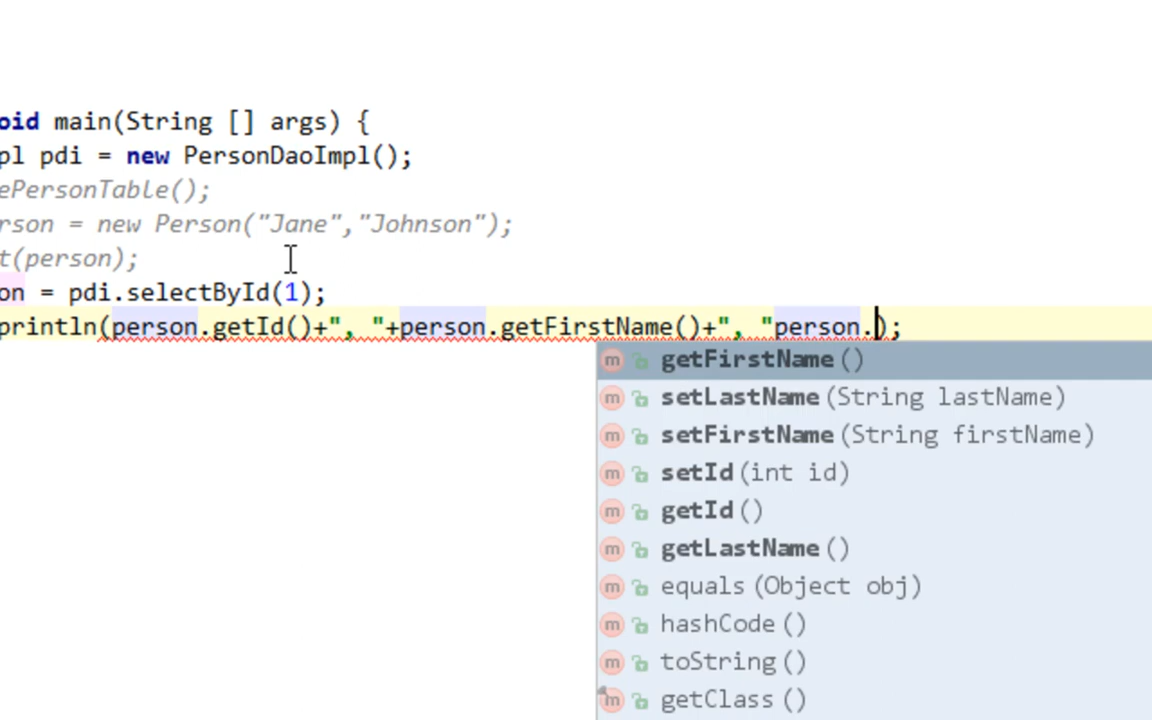 oid main(String [] args) {
pl pdi = new PersonDaoImpl();
ePersonTable();
rson = new Person("Jane","Johnson");
t(person);
on = pdi.selectById(1);
println(person.getId()+", "+person.getFirstName()+", "person.);
m getFirstName()
m setLastName(String lastName)
m setFirstName(String firstName)
m setId(int id)
m getId()
m getLastName()
m equals(Object obj)
m hashCode()
m toString()
m getClass()